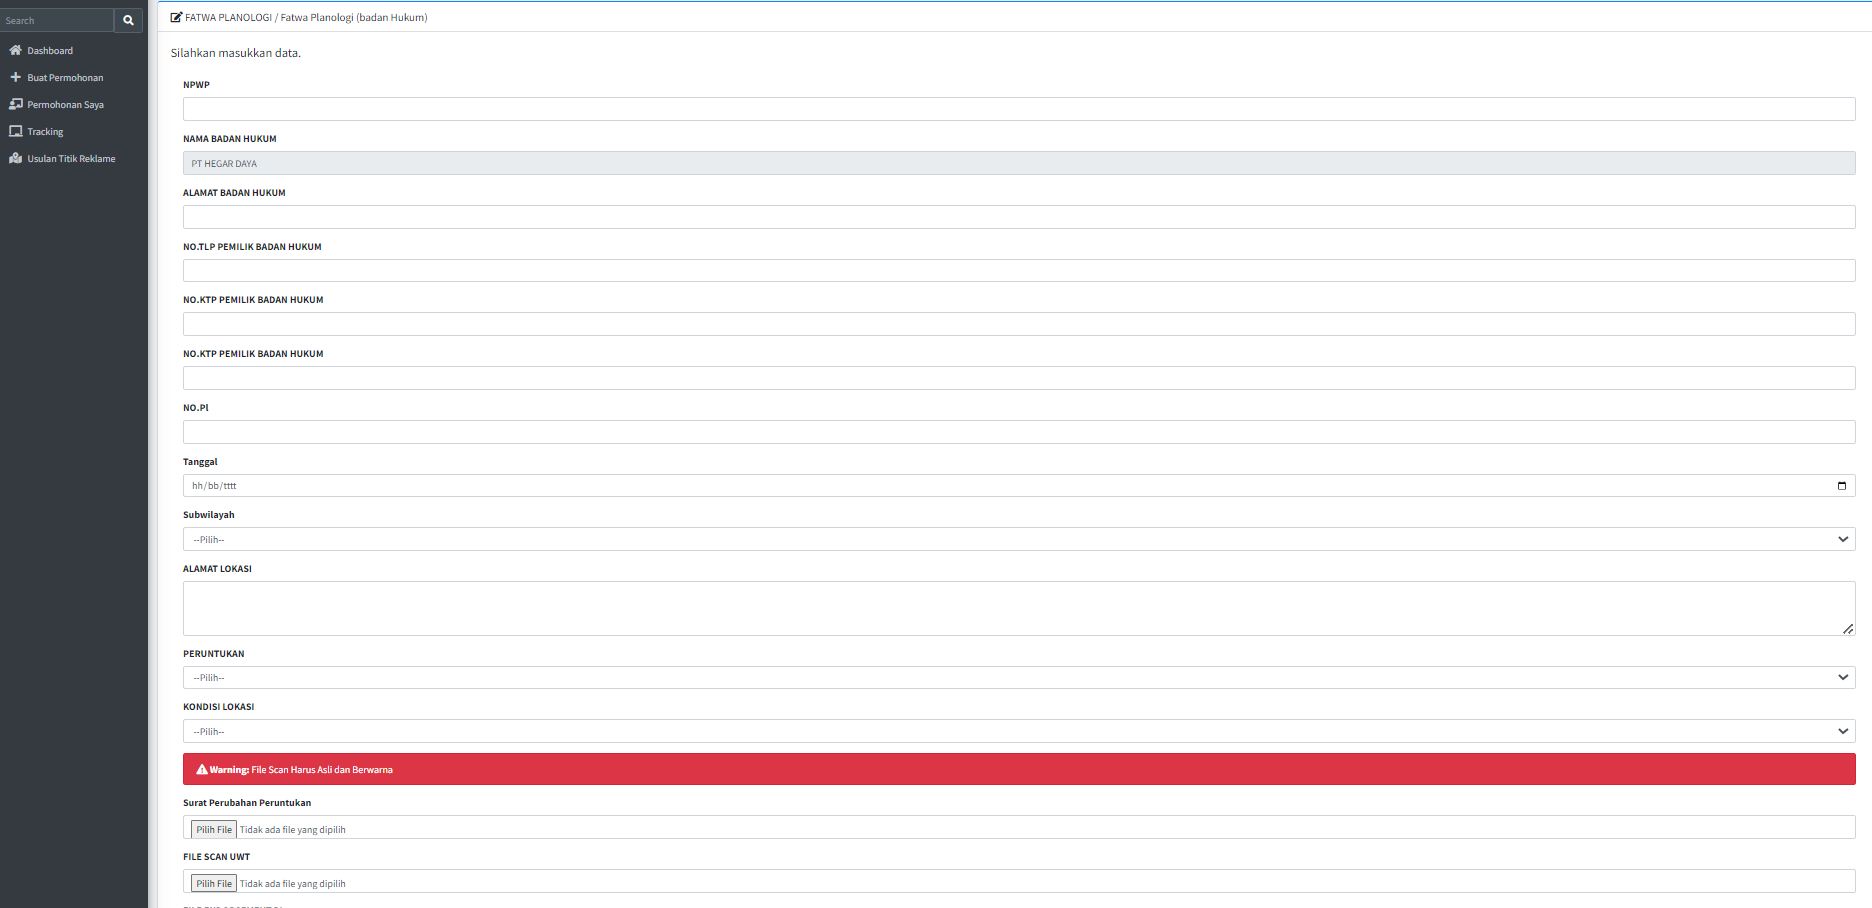 Search
Dashboard
Buat Permohonan
Permohonan Saya
Tracking
Usulan Titik Reklame
FATWA PLANOLOGI / Fatwa Planologi (badan Hukum)
Silahkan masukkan data.
NPWP
NAMA BADAN HUKUM
PT HEGAR DAYA
ALAMAT BADAN HUKUM
NO.TLP PEMILIK BADAN HUKUM
NO.KTP PEMILIK BADAN HUKUM
NO.KTP PEMILIK BADAN HUKUM
NO.Pl
Tanggal
hh/bb/tttt
Subwilayah
--Pilih--
ALAMAT LOKASI
PERUNTUKAN
--Pilih--
KONDISI LOKASI
--Pilih--
Warning: File Scan Harus Asli dan Berwarna
Surat Perubahan Peruntukan
Pilih File Tidak ada file yang dipilih
FILE SCAN UWT
Pilih File Tidak ada file yang dipilih